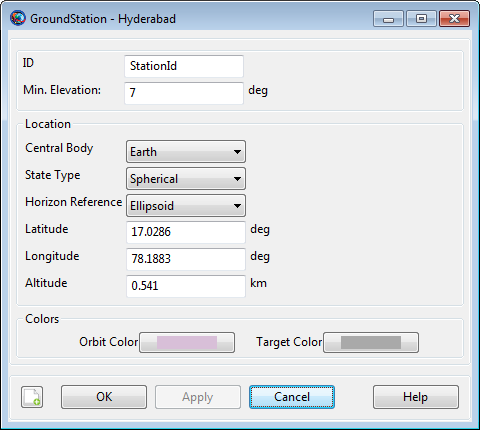 GroundStation - Hyderabad
ID StationId
Min. Elevation: 7 deg
Location
Central Body Earth
State Type Spherical
Horizon Reference Ellipsoid
Latitude 17.0286 deg
Longitude 78.1883 deg
Altitude 0.541 km
Colors
Orbit Color Target Color
OK Apply Cancel Help